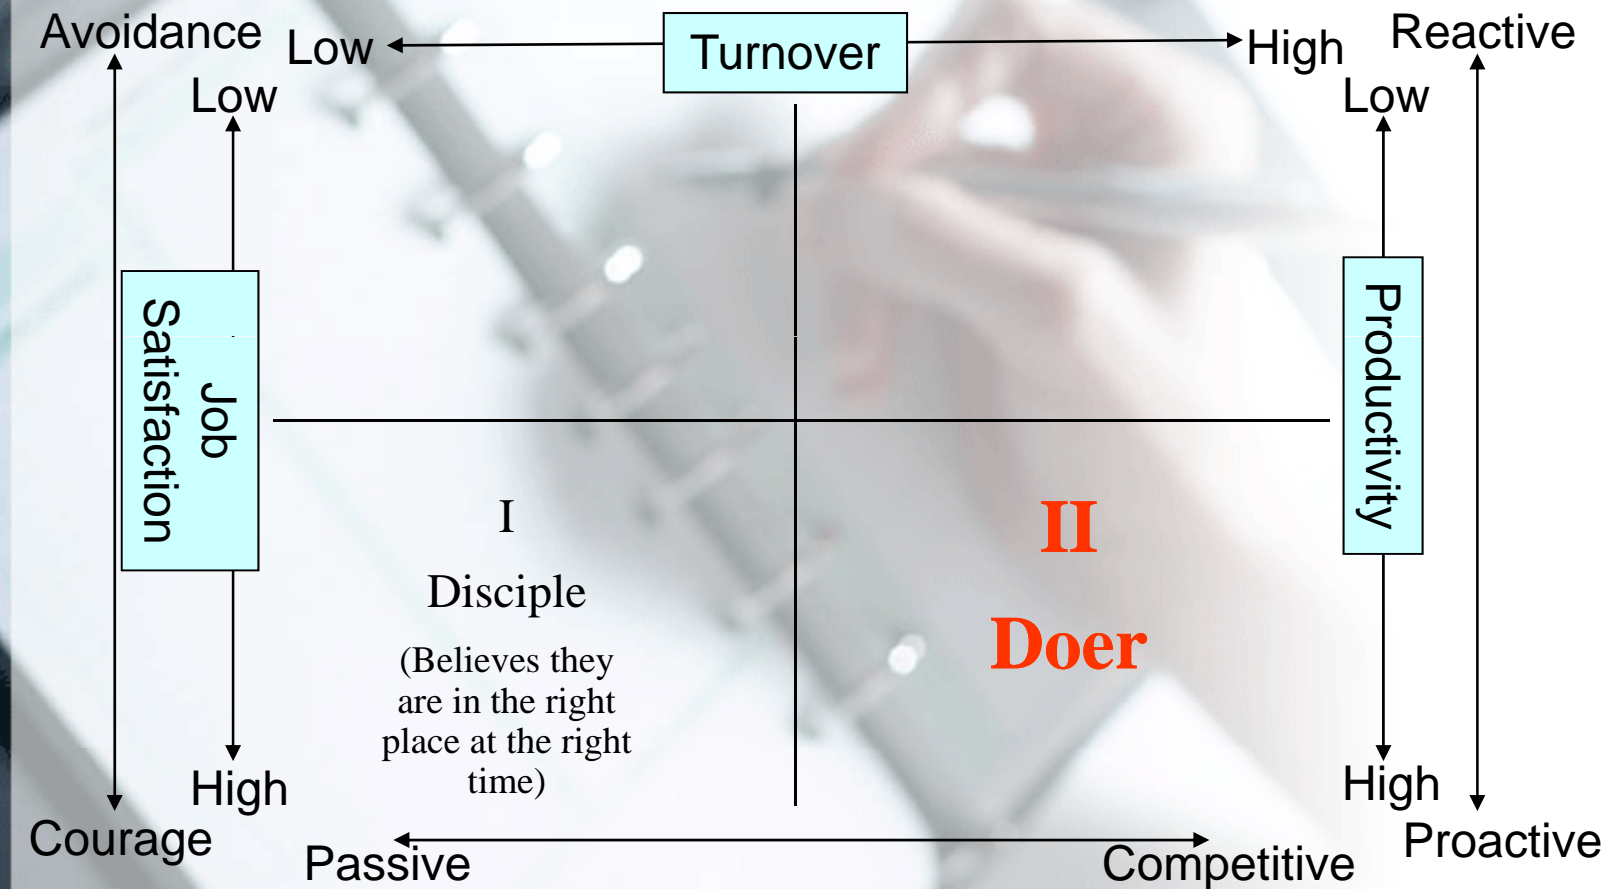 Avoidance
Low
Turnover
High
Reactive
Low
Low
Job
Satisfaction
Productivity
I
Disciple
(Believes they
are in the right
place at the right
time)
II
Doer
High
High
Courage
Passive
Competitive
Proactive